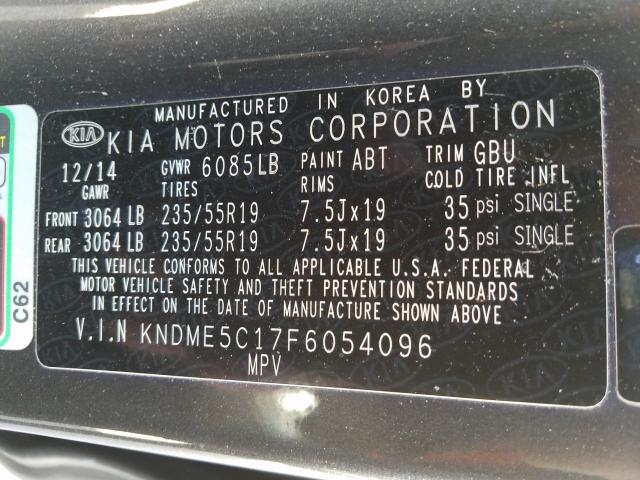 MANUFACTURED IN KOREA BY
KIA KIA MOTORS CORPORATION
12/14 GVWR 6085LB PAINT ABT TRIM GBU
GAWR TIRES RIMS COLD TIRE INFL
FRONT 3064 LB 235/55R19 7.5Jx19 35 psi SINGLE
REAR 3064 LB 235/55R19 7.5Jx19 35 psi SINGLE
THIS VEHICLE CONFORMS TO ALL APPLICABLE U.S.A. FEDERAL
MOTOR VEHICLE SAFETY AND THEFT PREVENTION STANDARDS
IN EFFECT ON THE DATE OF MANUFACTURE SHOWN ABOVE
V.I.N KNDME5C17F6054096
MPV
C62